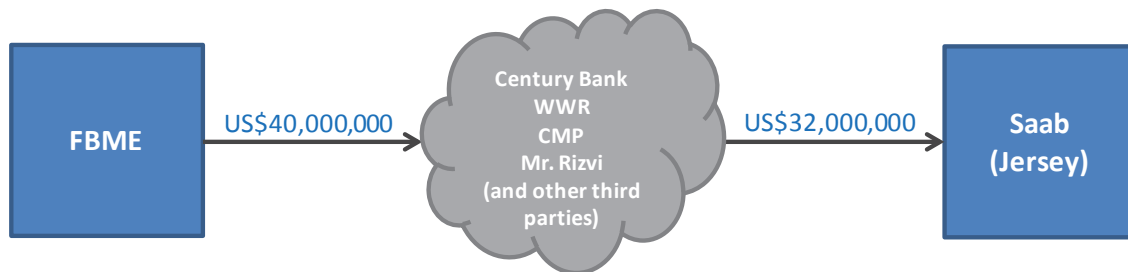 FBME
US$40,000,000
Century Bank
WWR
CMP
Mr. Rizvi
(and other third
parties)
US$32,000,000
Saab
(Jersey)